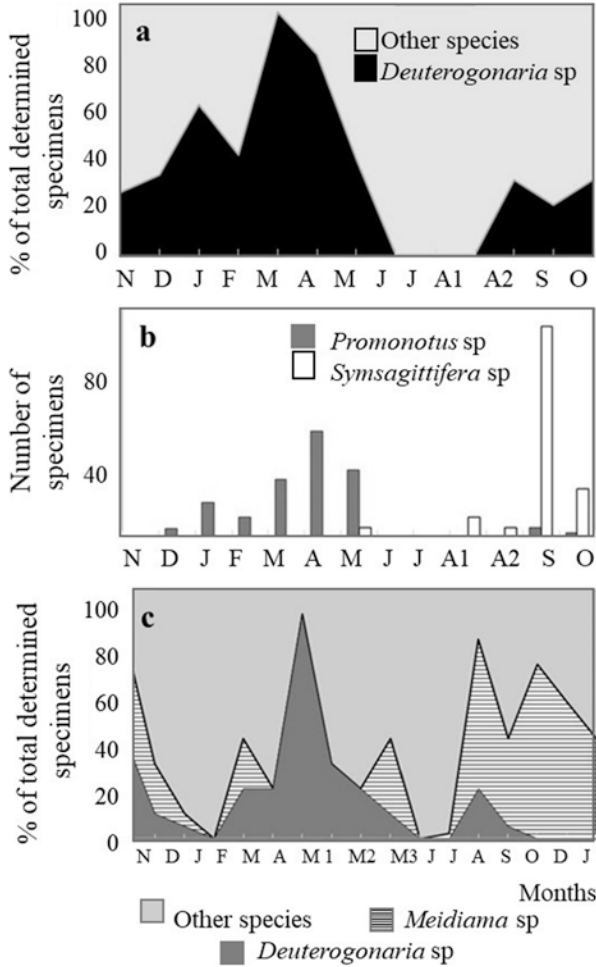 a
Other species
Deuterogonaria sp
% of total determined
specimens
100
80
60
40
20
0
N D J F M A M J J A1 A2 S O
b
Promonotus sp
Symsagittifera sp
Number of
specimens
80
40
N D J F M A M J J A1 A2 S O
c
% of total determined
specimens
100
80
60
40
20
0
N D J F M A M1 M2 M3 J J A S O D J
Months
Other species
Meidiama sp
Deuterogonaria sp